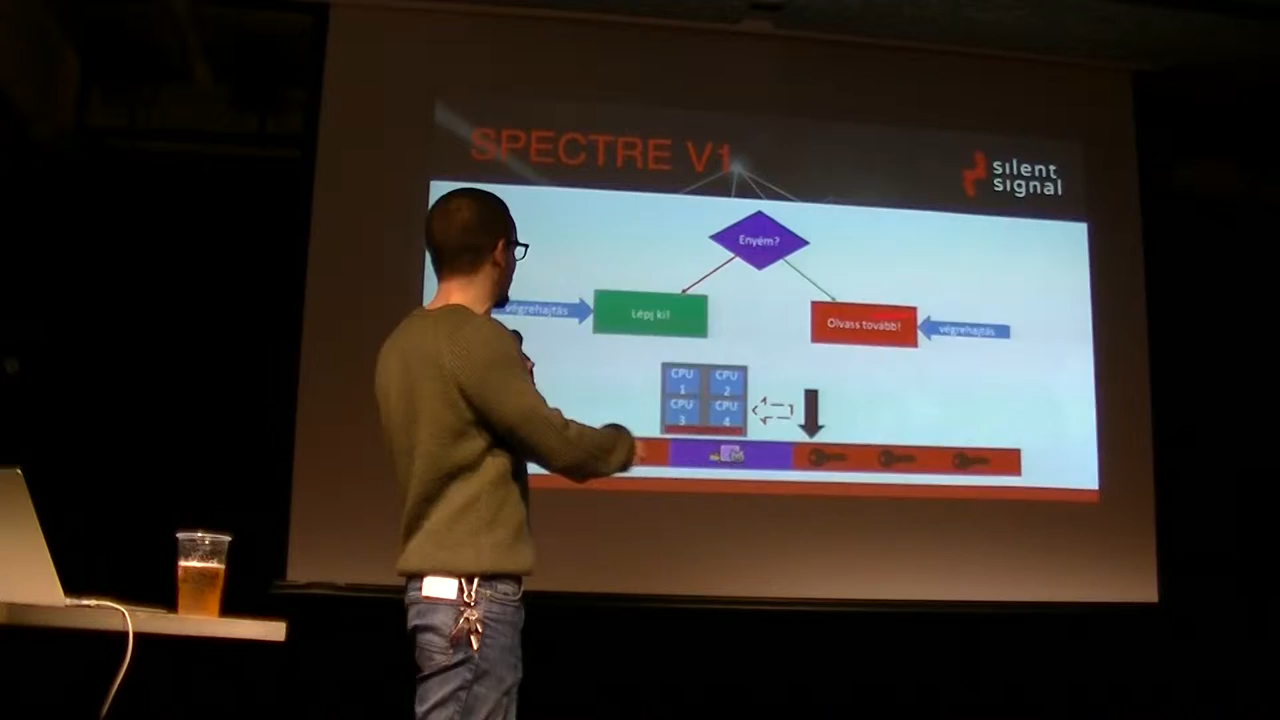 SPECTRE V1
silent
signal
Enyém?
végrehajtás
Lépj ki!
Olvass tovább!
végrehajtás
CPU
1
CPU
2
CPU
3
CPU
4